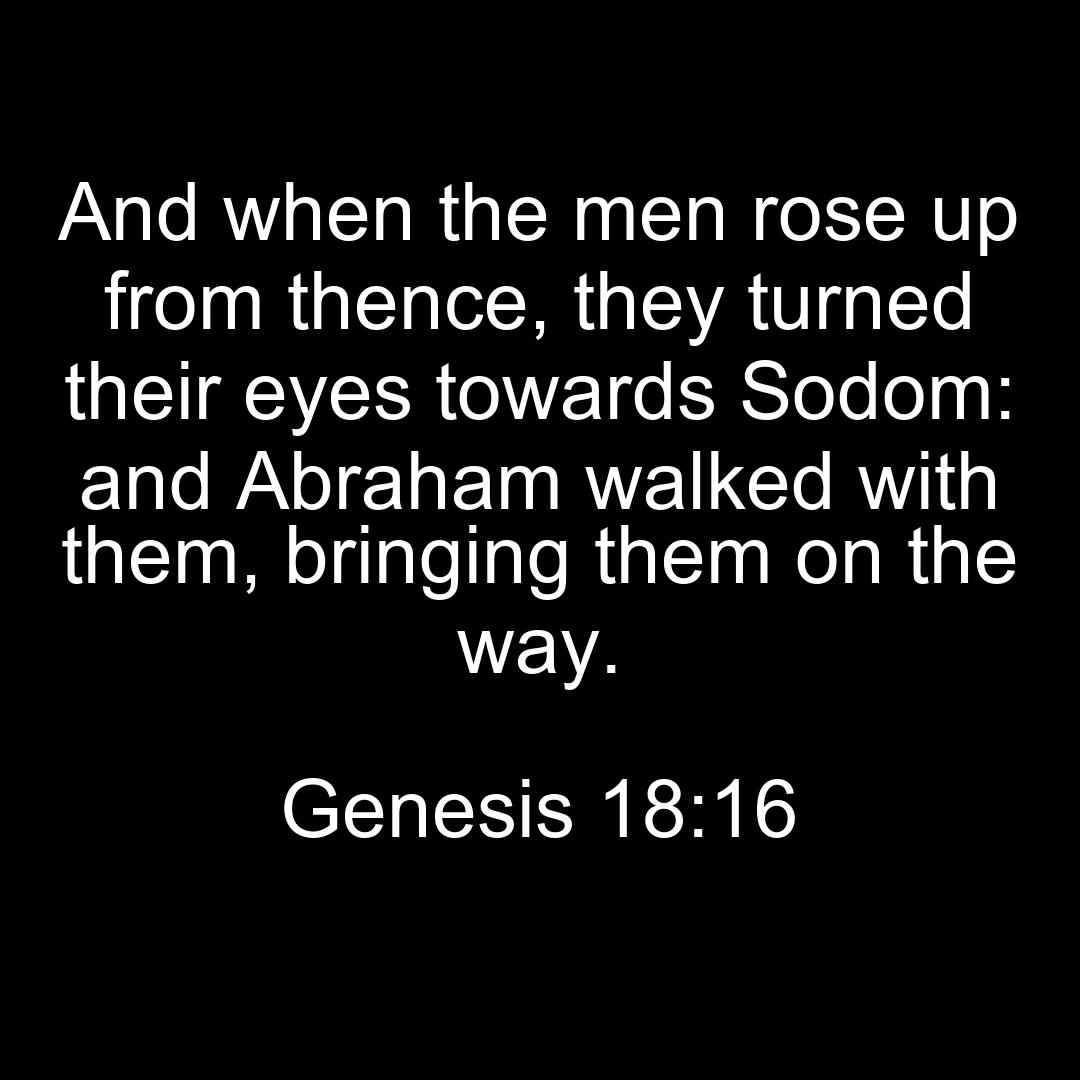 And when the men rose up
from thence, they turned
their eyes towards Sodom:
and Abraham walked with
them, bringing them on the
way.
Genesis 18:16